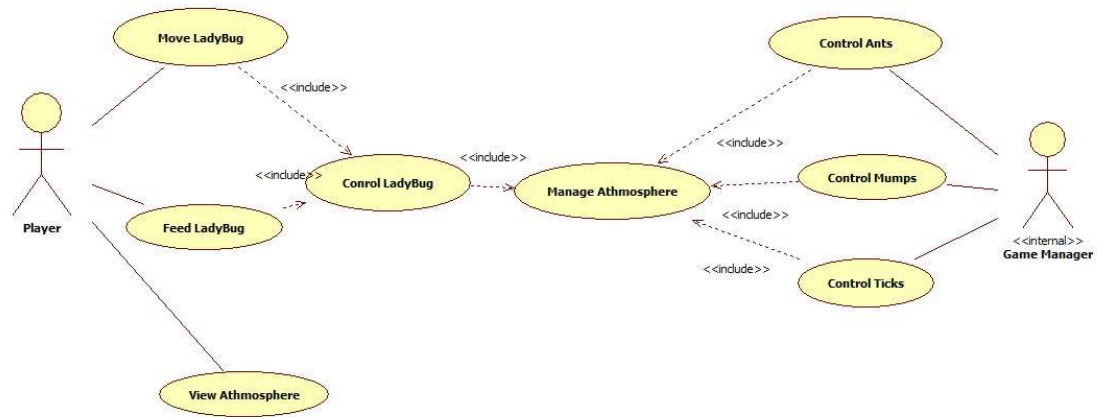 Move LadyBug
Control Ants
<<include>>
<<include>>
<<include>>
<<include>>
Conrol LadyBug
Manage Athmosphere
Control Mumps
Player
Feed LadyBug
<<include>>
<<internal>>
Game Manager
<<include>>
Control Ticks
View Athmosphere